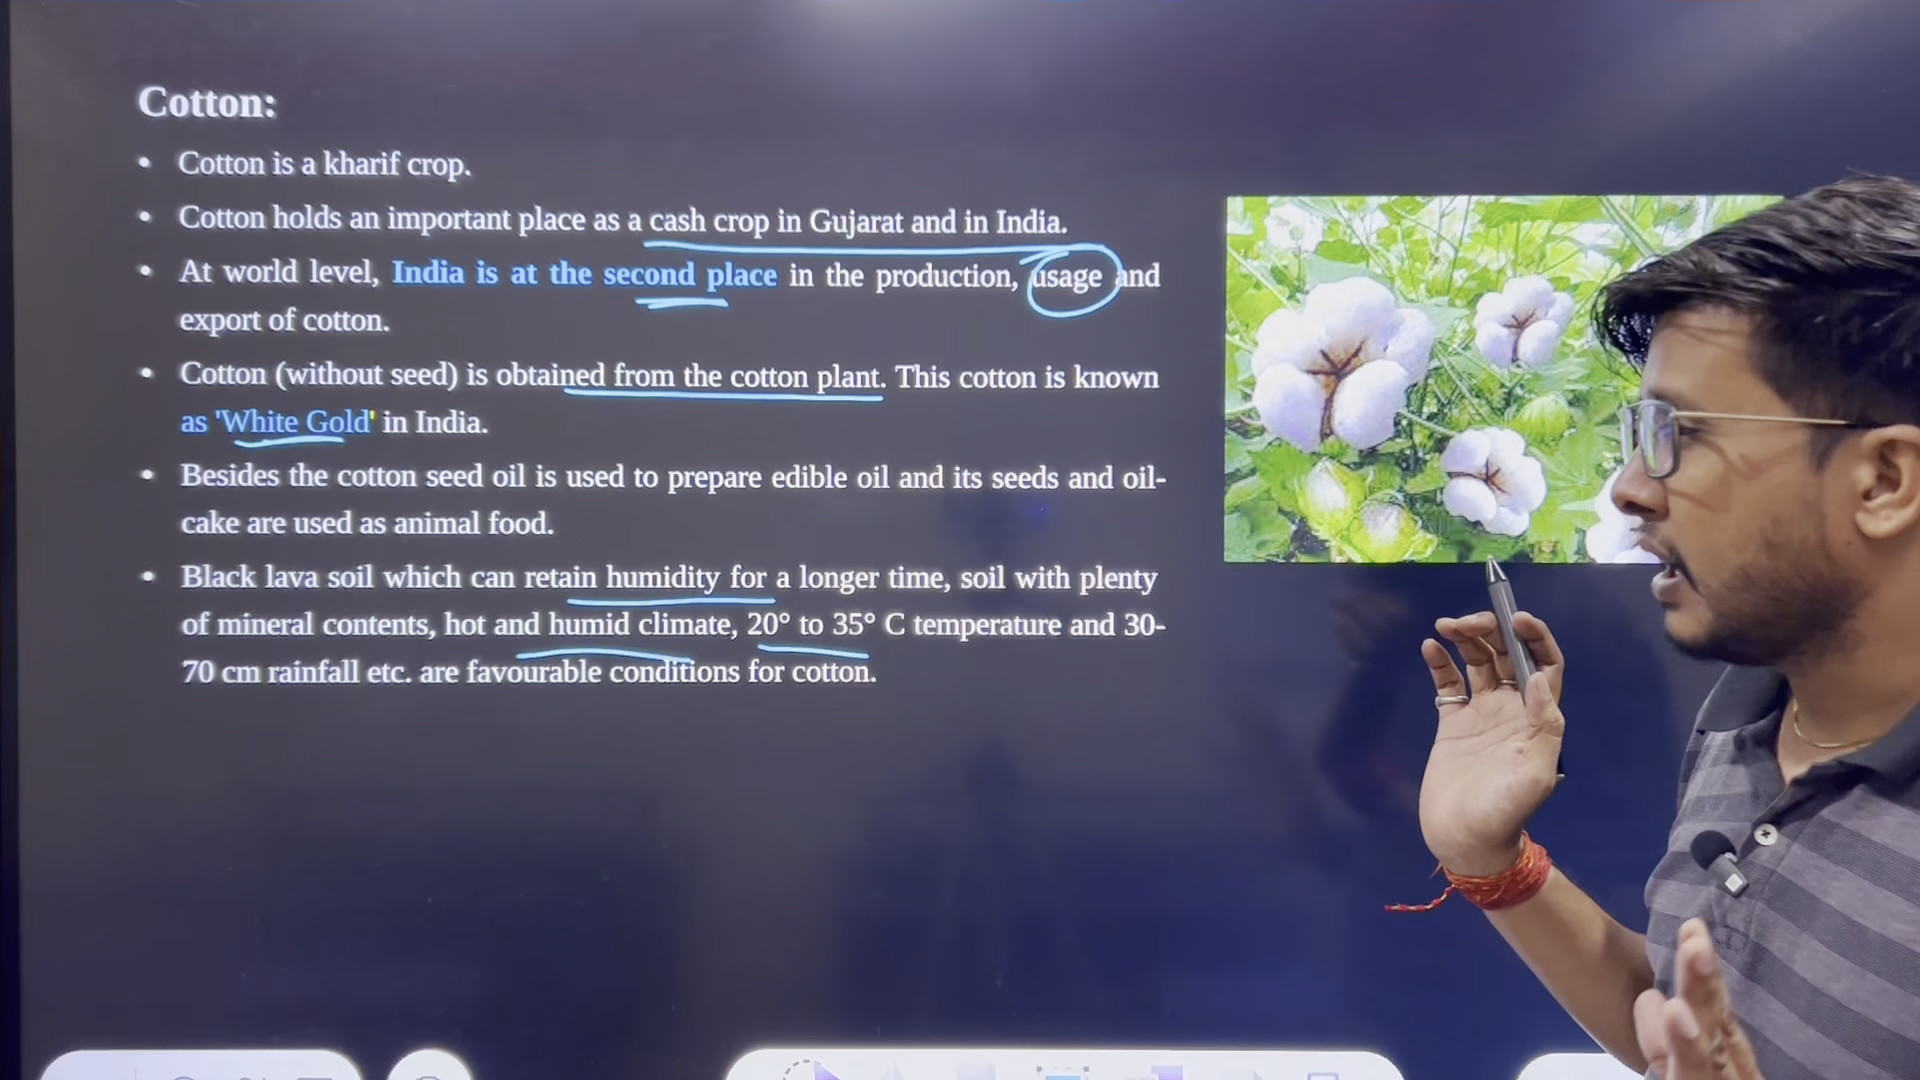 Cotton:
• Cotton is a kharif crop.
• Cotton holds an important place as a cash crop in Gujarat and in India.
• At world level, India is at the second place in the production, usage and
export of cotton.
• Cotton (without seed) is obtained from the cotton plant. This cotton is known
as 'White Gold' in India.
• Besides the cotton seed oil is used to prepare edible oil and its seeds and oil-
cake are used as animal food.
• Black lava soil which can retain humidity for a longer time, soil with plenty
of mineral contents, hot and humid climate, 20° to 35° C temperature and 30-
70 cm rainfall etc. are favourable conditions for cotton.